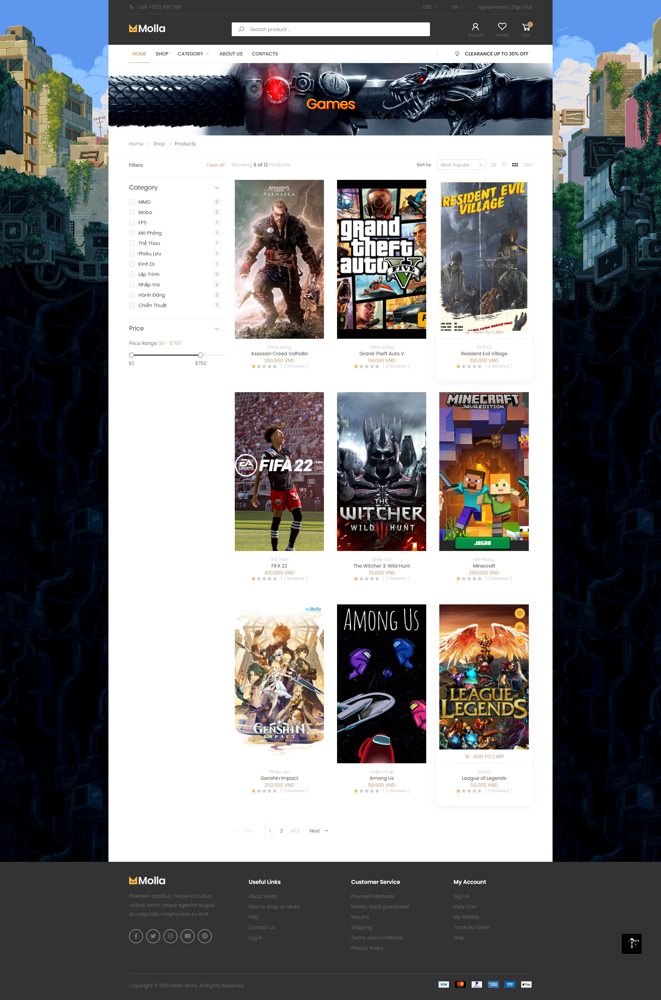 Call: +0123 456 789
USD
EN
nguyenvana | Sign Out
Molla
Search product ...
Account
Wishlist
1
Cart
HOME
SHOP
CATEGORY
ABOUT US
CONTACTS
CLEARANCE UP TO 30% OFF
Games
Home
Shop
Products
Filters:
Clean All
Showing 9 of 12 Products
Sort by:
Most Popular
Category
MMO 0
Moba 2
FPS 1
Mô Phỏng 1
Thể Thao 1
Phiêu Lưu 1
Kinh Dị 1
Lập Trình 0
Nhập Vai 2
Hành Động 2
Chiến Thuật 1
Price
Price Range: $0 - $750
$0
$750
ASSASSIN'S
CREED
VALHALLA
Hành Động
Assassin Creed Valhalla
200,000 VND
( 2 Reviews )
grand
theft
auto
V
FIVE
Hành Động
Grand Theft Auto V
114,000 VND
( 2 Reviews )
RESIDENT EVIL
VILLAGE
HANDS DOWN HORRIFYING!
ADD TO CART
Kinh Dị
Resident Evil Village
150,000 VND
( 2 Reviews )
EA
SPORTS
FIFA 22
FIFA
Audi
COM
3
Thể Thao
FIFA 22
432,000 VND
( 2 Reviews )
THE
WITCHER
WILD HUNT
Nhập Vai
The Witcher 3: Wild Hunt
70,000 VND
( 2 Reviews )
MINECRAFT
JAVA EDITION
JOGAR
Mô Phỏng
Minecraft
299,000 VND
( 2 Reviews )
miHoYo
GENSHIN
IMPACT
Phiêu Lưu
Genshin Impact
200,000 VND
( 2 Reviews )
AMONG US
Chiến Thuật
Among Us
59,900 VND
( 2 Reviews )
LEAGUE of
LEGENDS
ADD TO CART
Moba
League of Legends
50,000 VND
( 2 Reviews )
Prev
1
2
of 2
Next
Molla
Praesent dapibus, neque id cursus
ucibus, tortor neque egestas augue,
eu vulputate magna eros eu erat.
Useful Links
About Molla
How to shop on Molla
FAQ
Contact us
Log in
Customer Service
Payment Methods
Money-back guarantee!
Returns
Shipping
Terms and conditions
Privacy Policy
My Account
Sign In
View Cart
My Wishlist
Track My Order
Help
Copyright © 2019 Molla Store. All Rights Reserved.
VISA
PayPal
VISA
Pay